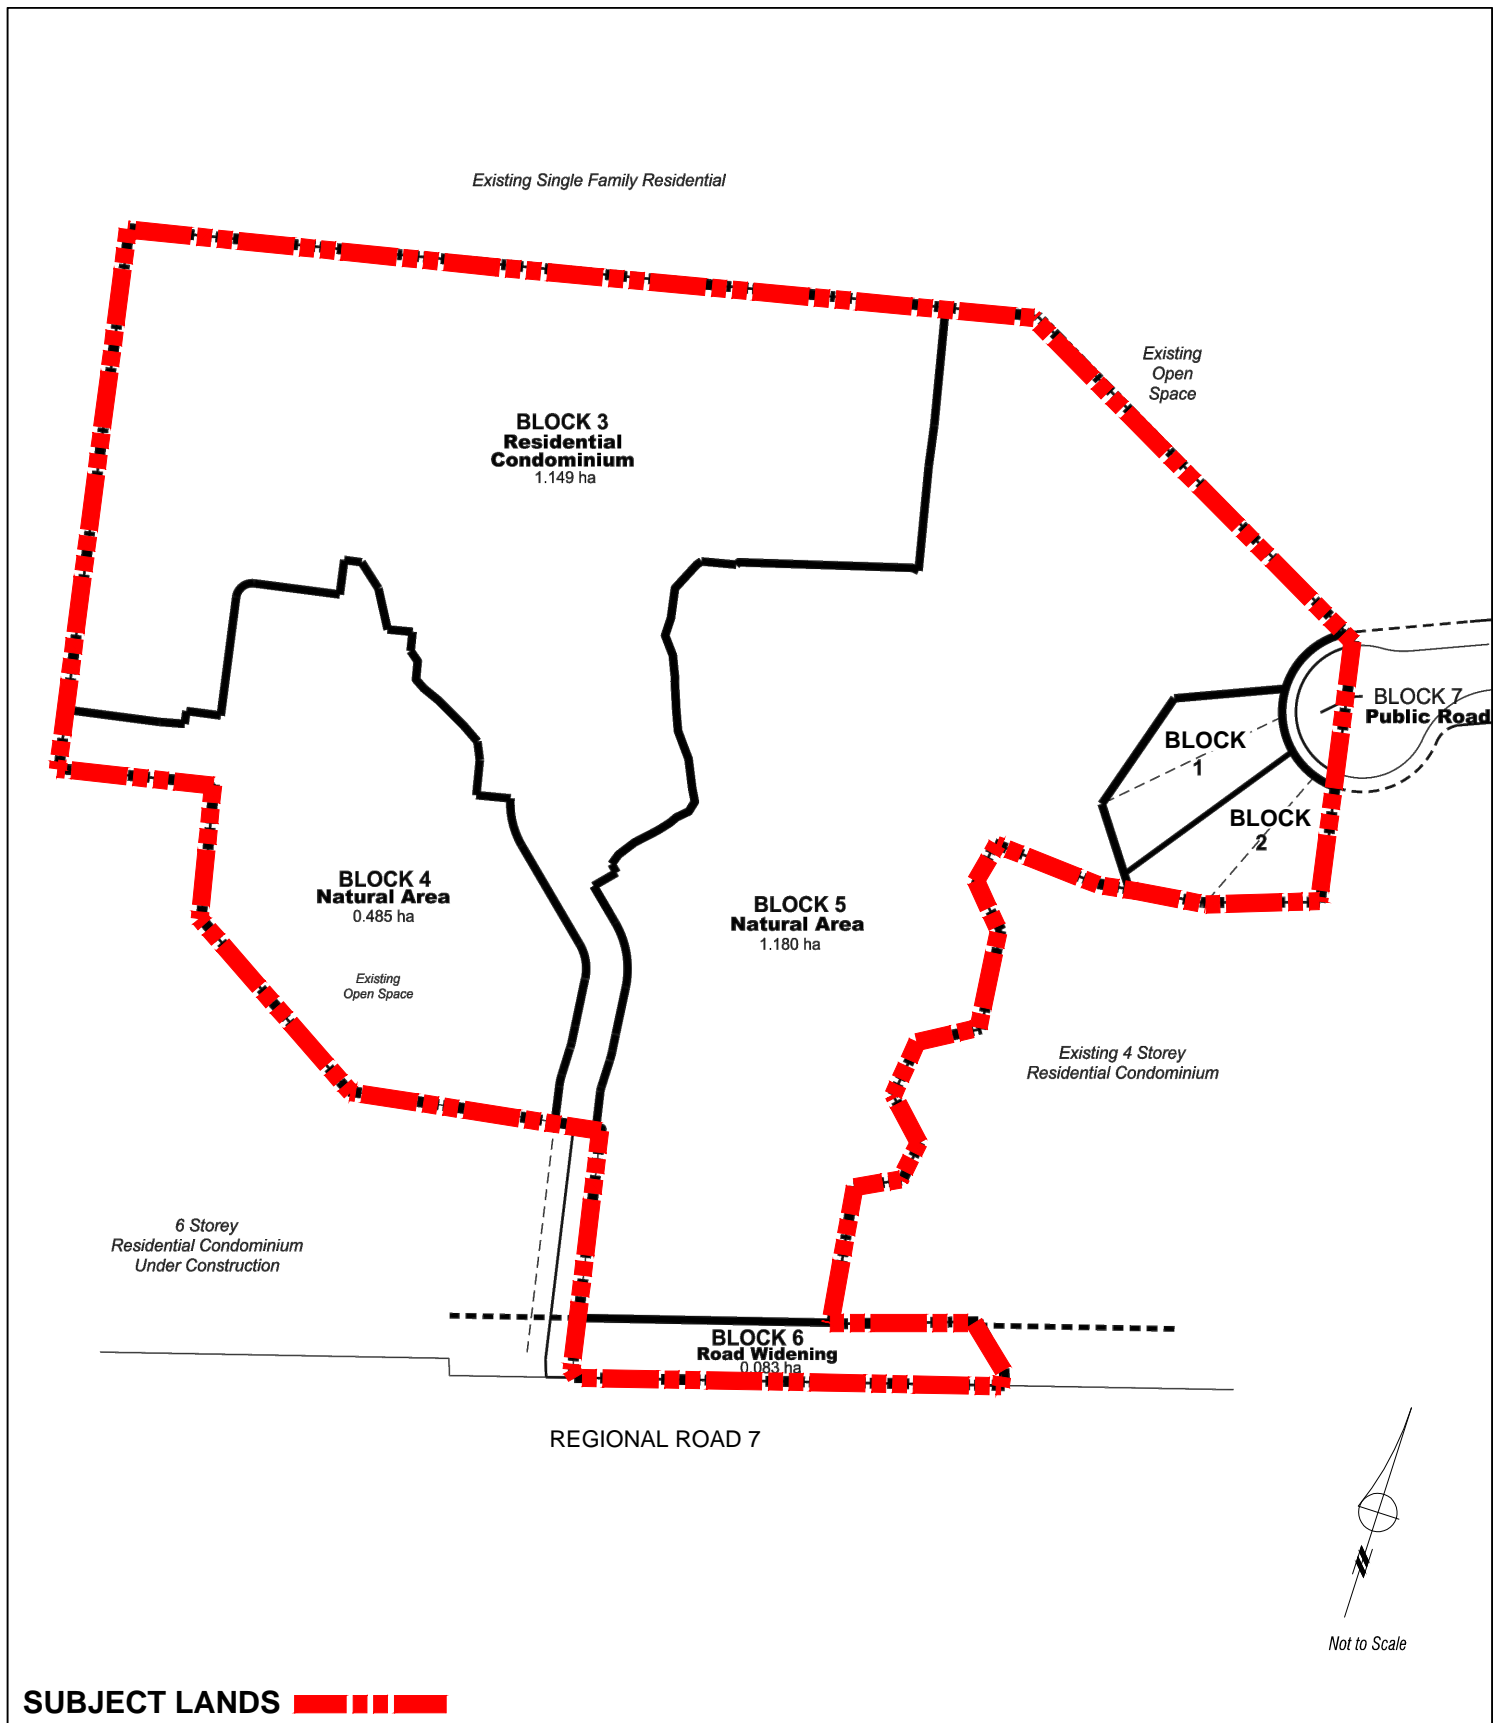 Existing Single Family Residential
Existing
Open
Space
BLOCK 3
Residential
Condominium
1.149 ha
BLOCK 7
Public Road
BLOCK
1
BLOCK
2
BLOCK 4
Natural Area
0.485 ha
Existing
Open Space
BLOCK 5
Natural Area
1.180 ha
Existing 4 Storey
Residential Condominium
6 Storey
Residential Condominium
Under Construction
BLOCK 6
Road Widening
0.083 ha
REGIONAL ROAD 7
N
Not to Scale
SUBJECT LANDS